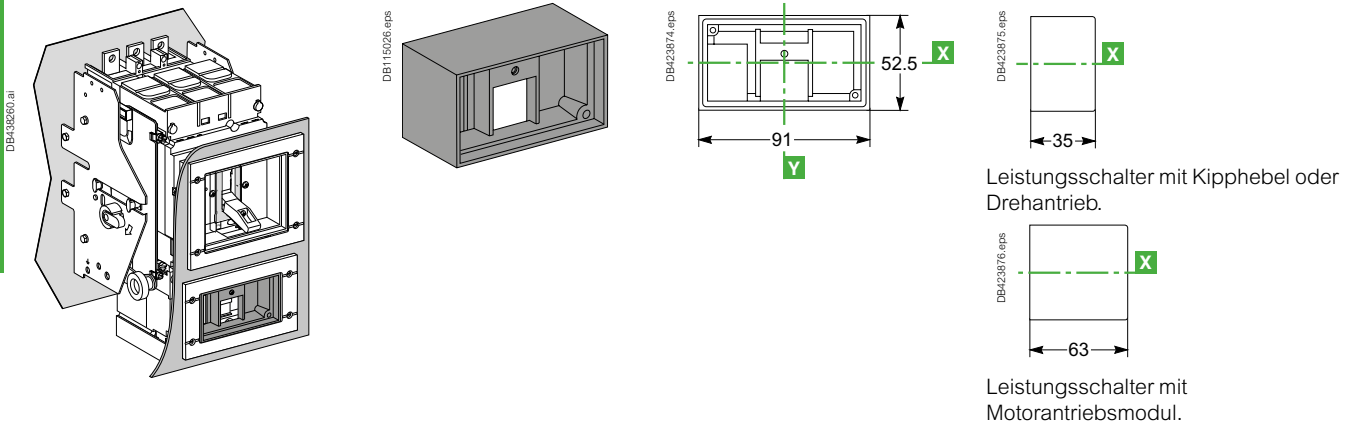 DB438260.ai
DB115026.eps
DB423874.eps
X
52.5
91
Y
DB423875.eps
X
35
Leistungsschalter mit Kipphebel oder
Drehantrieb.
DB423876.eps
X
63
Leistungsschalter mit
Motorantriebsmodul.